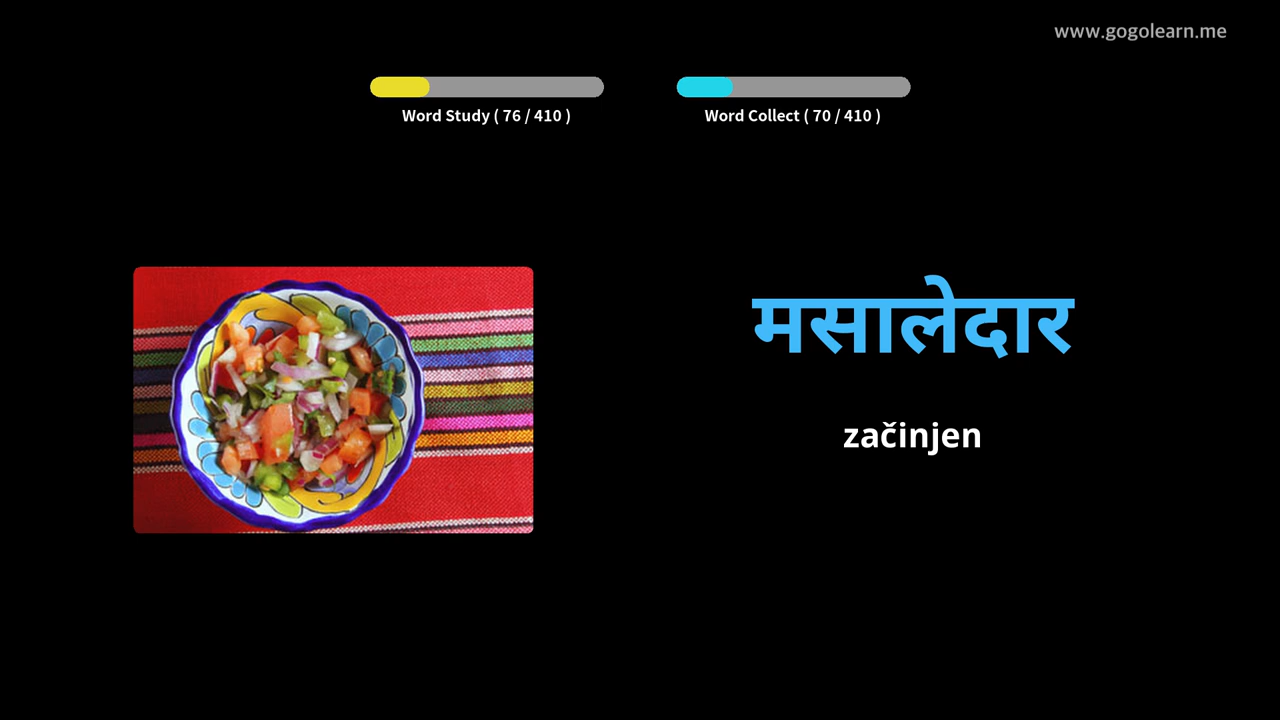 www.gogolearn.me
Word Study ( 76 / 410 )
Word Collect ( 70 / 410 )
मसालेदार
začinjen